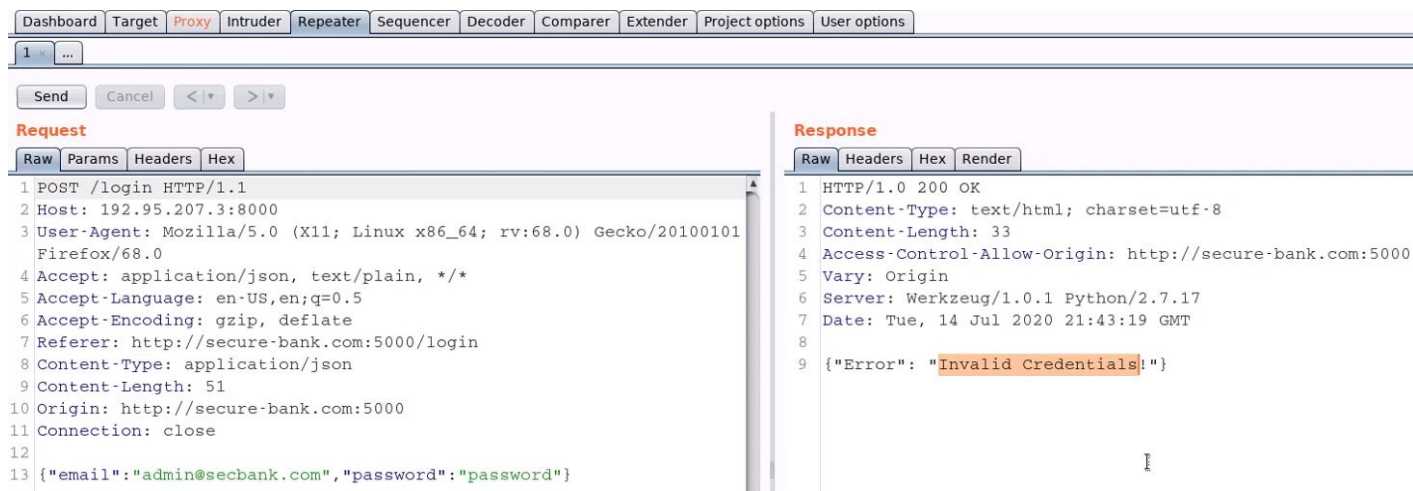 Dashboard Target Proxy Intruder Repeater Sequencer Decoder Comparer Extender Project options User options
1 × ...
Send Cancel < > 
Request
Raw Params Headers Hex
1 POST /login HTTP/1.1
2 Host: 192.95.207.3:8000
3 User-Agent: Mozilla/5.0 (X11; Linux x86_64; rv:68.0) Gecko/20100101
Firefox/68.0
4 Accept: application/json, text/plain, */*
5 Accept-Language: en-US,en;q=0.5
6 Accept-Encoding: gzip, deflate
7 Referer: http://secure-bank.com:5000/login
8 Content-Type: application/json
9 Content-Length: 51
10 Origin: http://secure-bank.com:5000
11 Connection: close
12
13 {"email":"admin@secbank.com","password":"password"}
Response
Raw Headers Hex Render
1 HTTP/1.0 200 OK
2 Content-Type: text/html; charset=utf-8
3 Content-Length: 33
4 Access-Control-Allow-Origin: http://secure-bank.com:5000
5 Vary: Origin
6 Server: Werkzeug/1.0.1 Python/2.7.17
7 Date: Tue, 14 Jul 2020 21:43:19 GMT
8
9 {"Error": "Invalid Credentials!"}